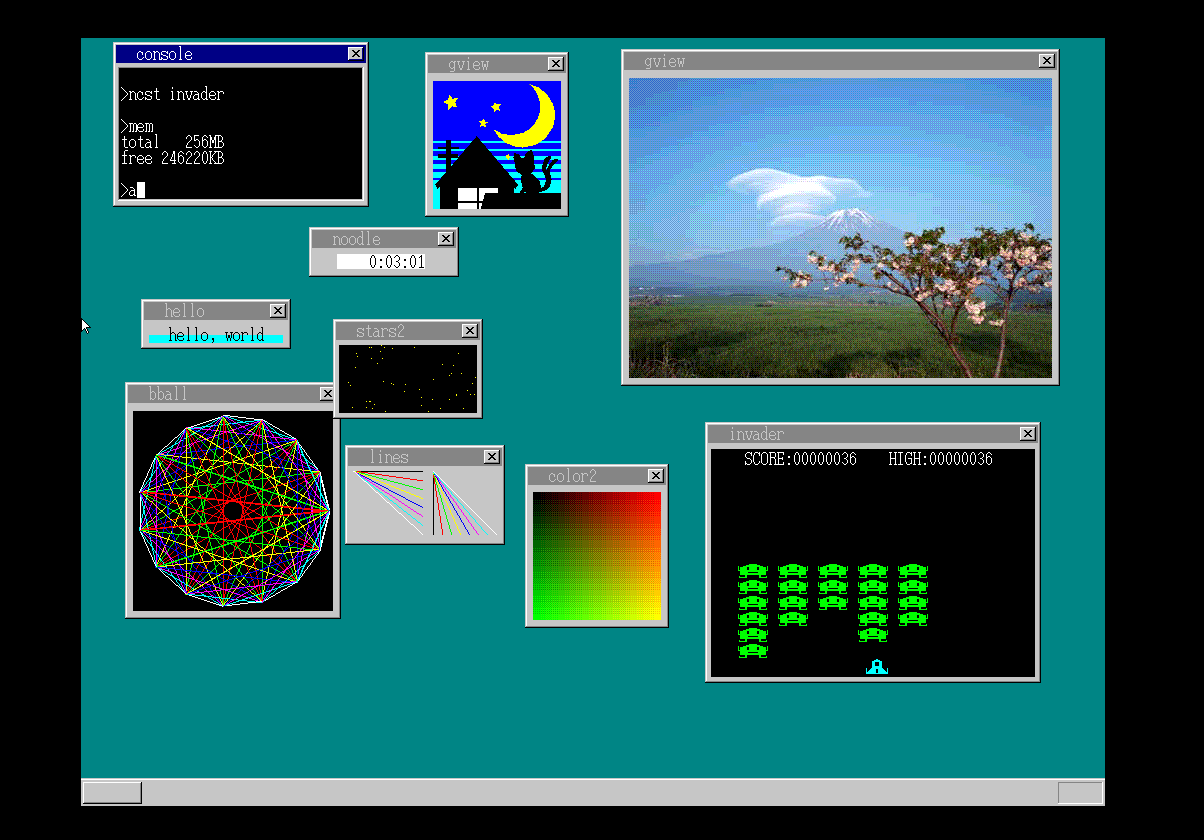 console
>ncst invader
>mem
total   256MB
free 246220KB
>a
gview
gview
noodle
0:03:01
hello
hello, world
stars2
bball
lines
color2
invader
SCORE:00000036    HIGH:00000036